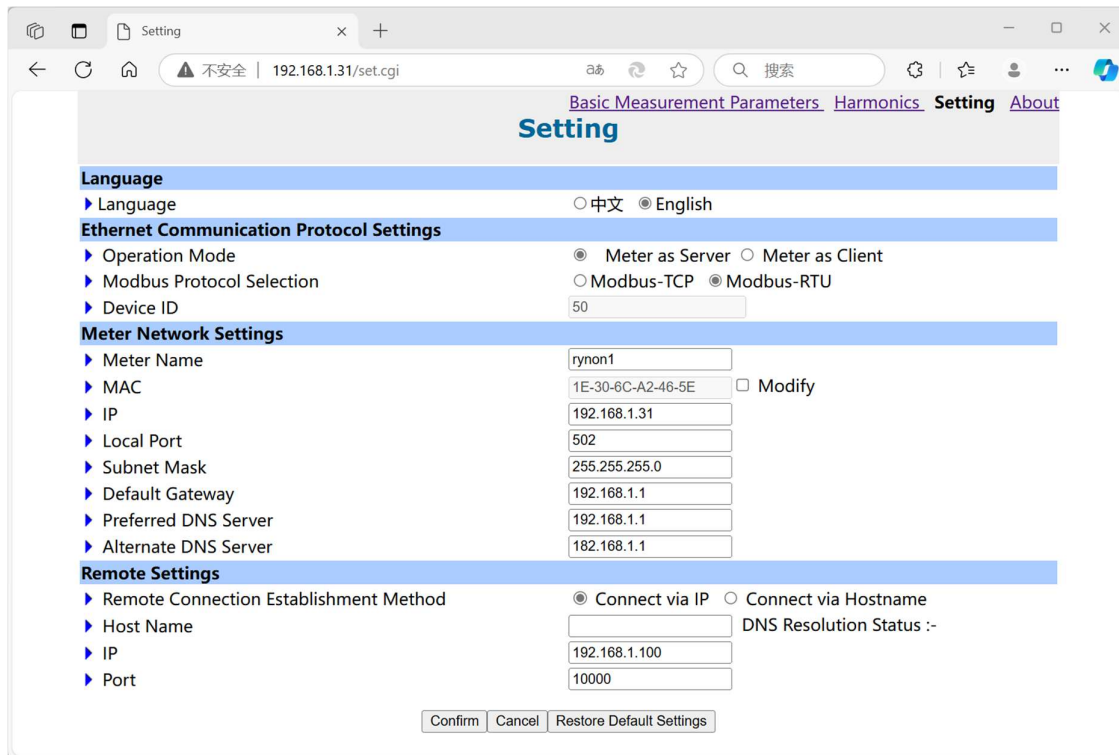 Setting
不安全 | 192.168.1.31/set.cgi
aあ
搜索
Basic Measurement Parameters Harmonics Setting About
Setting
Language
Language 中文 English
Ethernet Communication Protocol Settings
Operation Mode Meter as Server Meter as Client
Modbus Protocol Selection Modbus-TCP Modbus-RTU
Device ID 50
Meter Network Settings
Meter Name rynon1
MAC 1E-30-6C-A2-46-5E Modify
IP 192.168.1.31
Local Port 502
Subnet Mask 255.255.255.0
Default Gateway 192.168.1.1
Preferred DNS Server 192.168.1.1
Alternate DNS Server 182.168.1.1
Remote Settings
Remote Connection Establishment Method Connect via IP Connect via Hostname
Host Name DNS Resolution Status :-
IP 192.168.1.100
Port 10000
Confirm Cancel Restore Default Settings